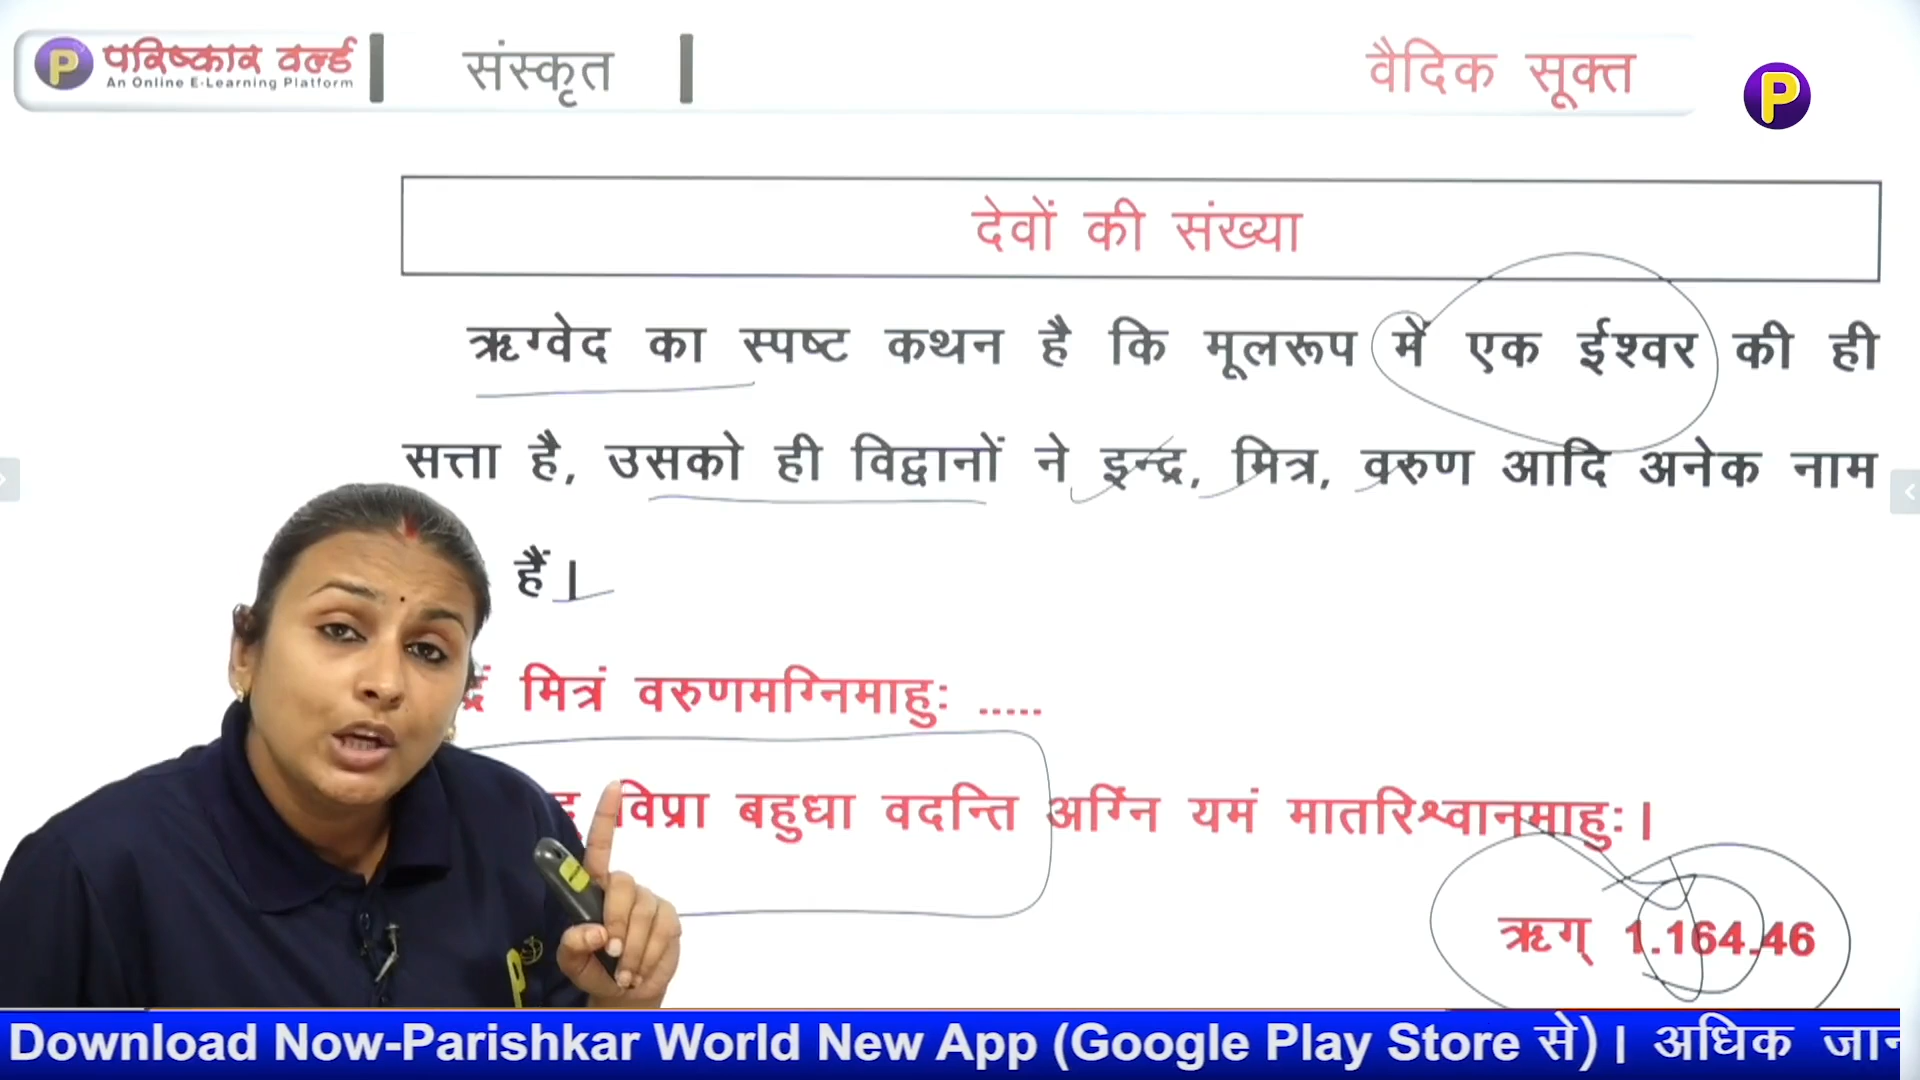 परिष्कार वर्ल्ड
An Online E-Learning Platform
संस्कृत
वैदिक सूक्त
P
P
देवों की संख्या
ऋग्वेद का स्पष्ट कथन है कि मूलरूप में एक ईश्वर की ही
सत्ता है, उसको ही विद्वानों ने इन्द्र, मित्र, वरुण आदि अनेक नाम
हैं।
मित्रं वरुणमग्निमाहुः .....
विप्रा बहुधा वदन्ति अग्निं यमं मातरिश्वानमाहुः।
ऋग् 1.164.46
Download Now-Parishkar World New App (Google Play Store से)। अधिक